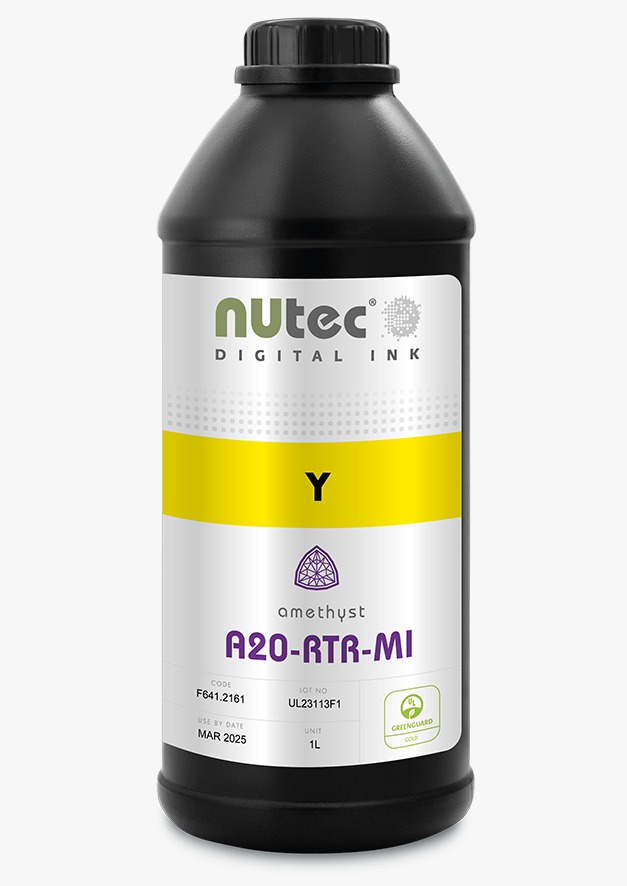 nutec®
DIGITAL INK
Y
amethyst
A20-RTR-MI
CODE
F641.2161
LOT NO
UL23113F1
USE BY DATE
MAR 2025
UNIT
1L
UL
GREENGUARD
GOLD